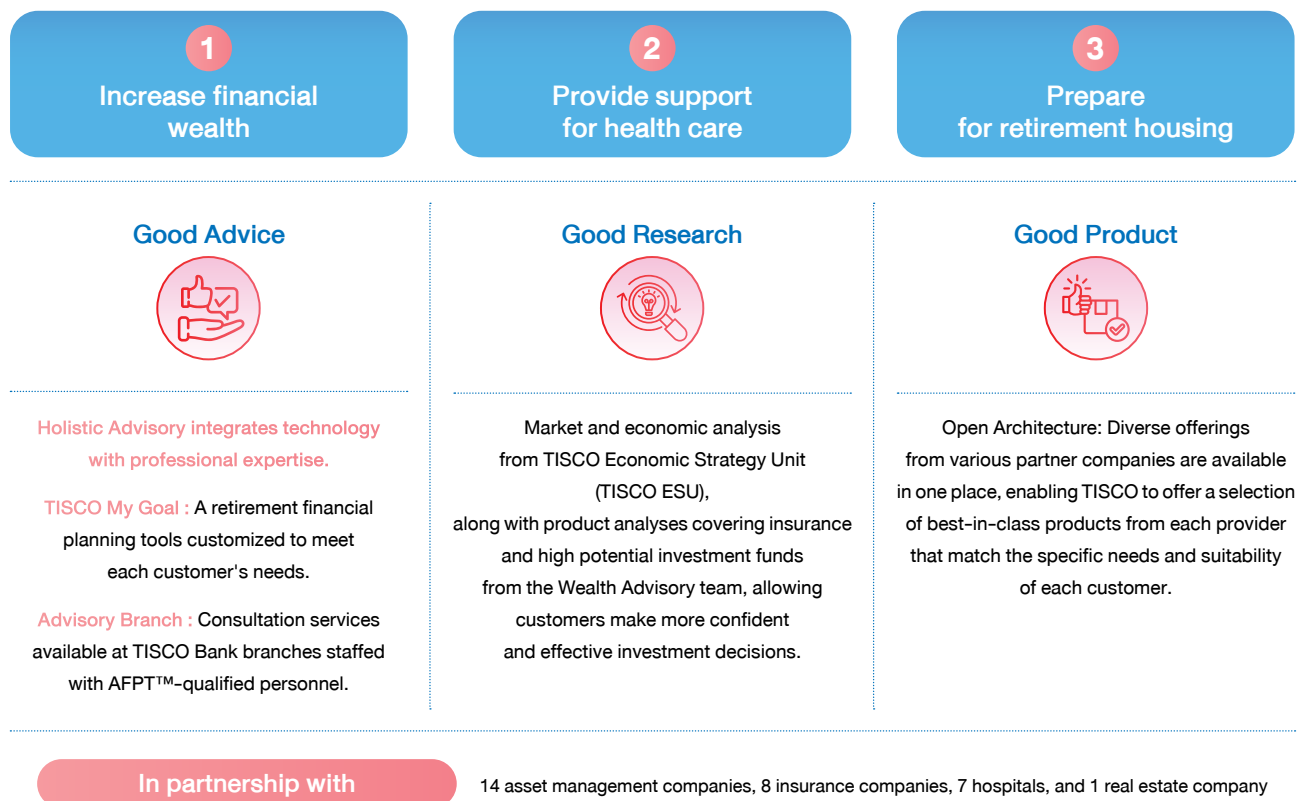 1
Increase financial
wealth
2
Provide support
for health care
3
Prepare
for retirement housing
Good Advice
Holistic Advisory integrates technology
with professional expertise.
TISCO My Goal : A retirement financial
planning tools customized to meet
each customer's needs.
Advisory Branch : Consultation services
available at TISCO Bank branches staffed
with AFPT™-qualified personnel.
Good Research
Market and economic analysis
from TISCO Economic Strategy Unit
(TISCO ESU),
along with product analyses covering insurance
and high potential investment funds
from the Wealth Advisory team, allowing
customers make more confident
and effective investment decisions.
Good Product
Open Architecture: Diverse offerings
from various partner companies are available
in one place, enabling TISCO to offer a selection
of best-in-class products from each provider
that match the specific needs and suitability
of each customer.
In partnership with
14 asset management companies, 8 insurance companies, 7 hospitals, and 1 real estate company